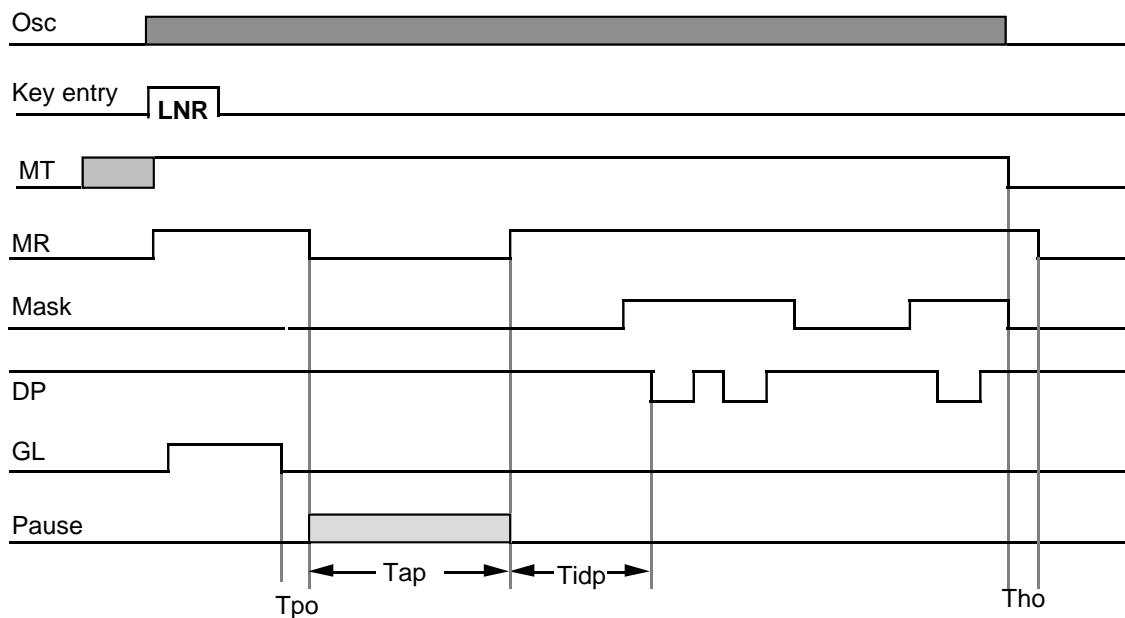 Osc
Key entry
LNR
MT
MR
Mask
DP
GL
Pause
Tap
Tidp
Tpo
Tho